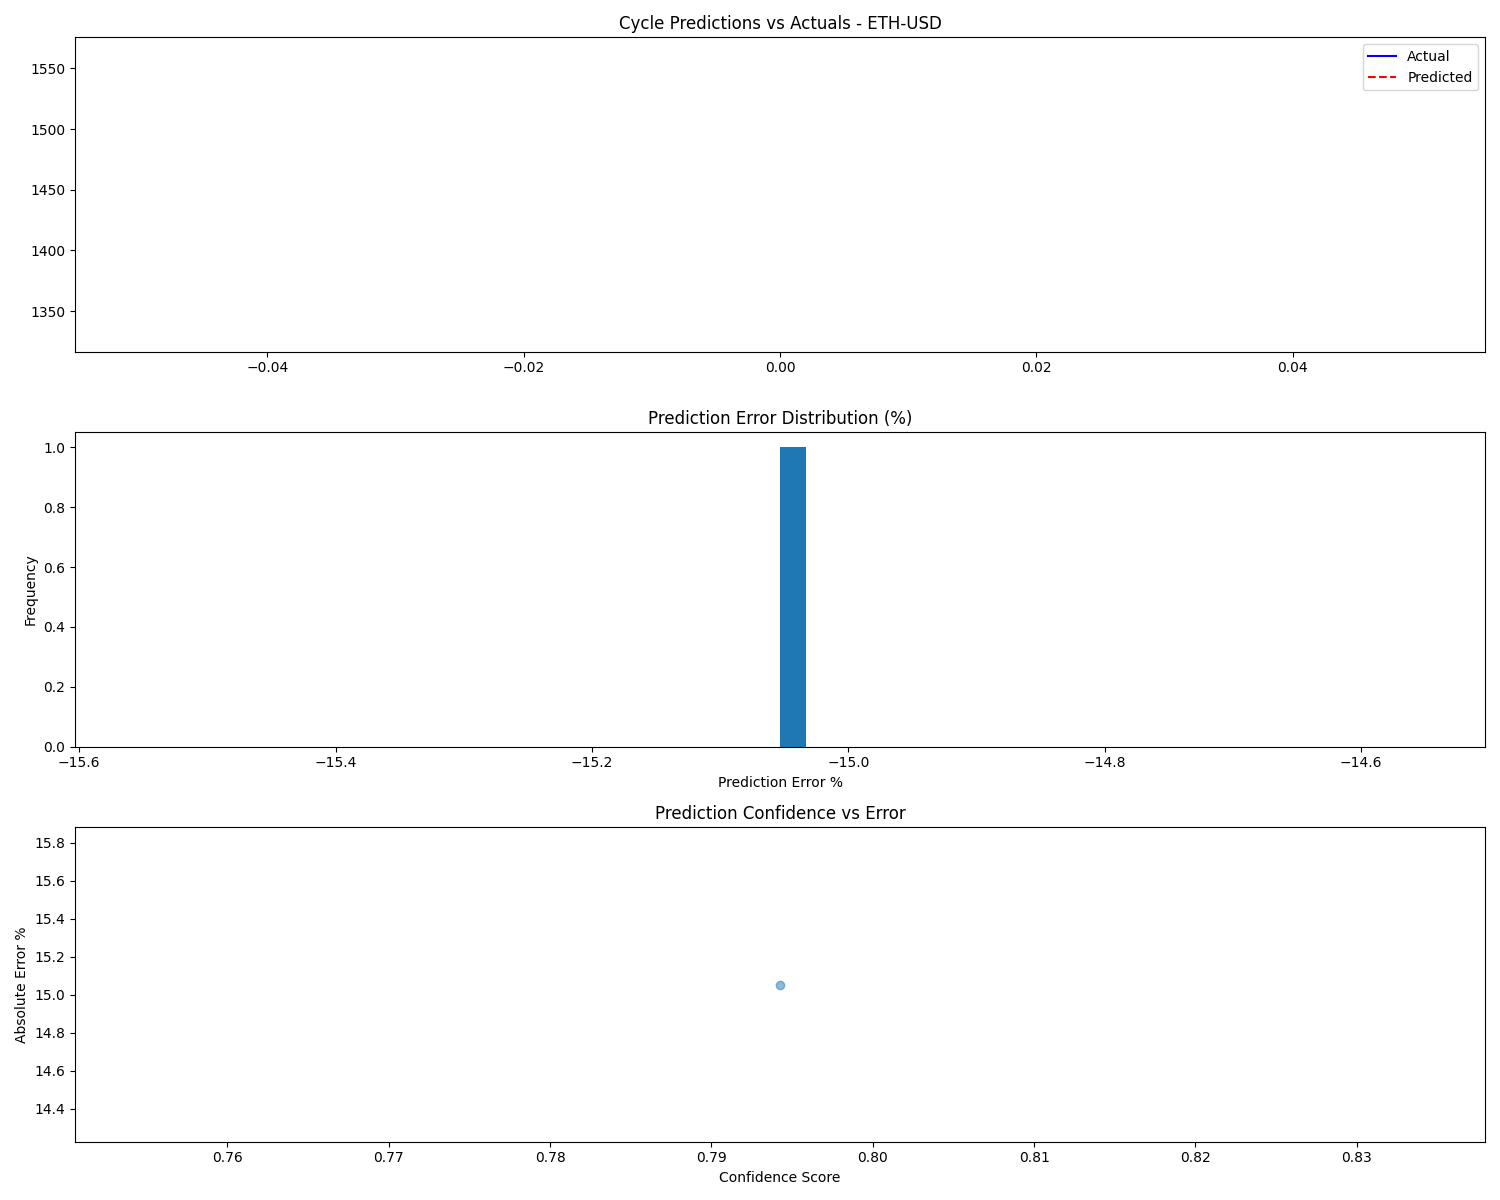 Cycle Predictions vs Actuals - ETH-USD
Actual
Predicted
1550
1500
1450
1400
1350
−0.04 −0.02 0.00 0.02 0.04
Prediction Error Distribution (%)
Frequency
1.0
0.8
0.6
0.4
0.2
0.0
−15.6 −15.4 −15.2 −15.0 −14.8 −14.6
Prediction Error %
Prediction Confidence vs Error
Absolute Error %
15.8
15.6
15.4
15.2
15.0
14.8
14.6
14.4
0.76 0.77 0.78 0.79 0.80 0.81 0.82 0.83
Confidence Score